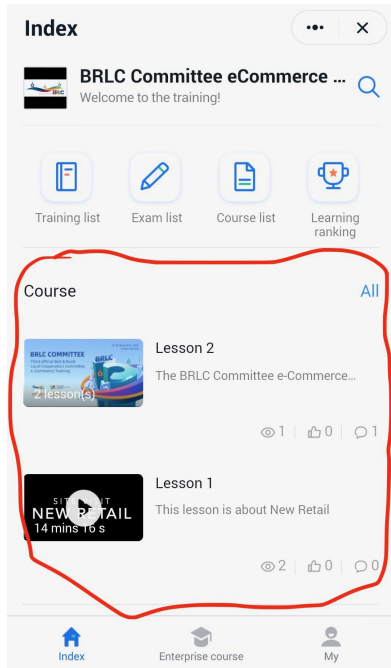 Index
BRLC Committee eCommerce ...
Welcome to the training!
Training list
Exam list
Course list
Learning
ranking
Course
All
BRLC COMMITTEE
BRLC
2 lesson(s)
Lesson 2
The BRLC Committee e-Commerce...
1
0
1
NEW RETAIL
14 mins 16 s
Lesson 1
This lesson is about New Retail
2
0
0
Index
Enterprise course
My